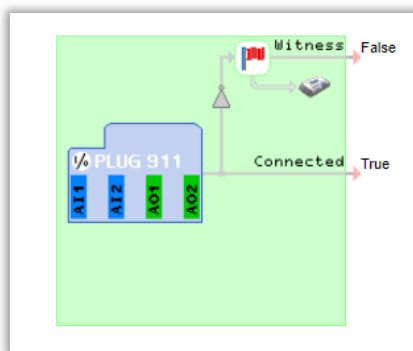 Witness False
Connected True
I/O PLUG 911
AI1 AI2 AO1 AO2